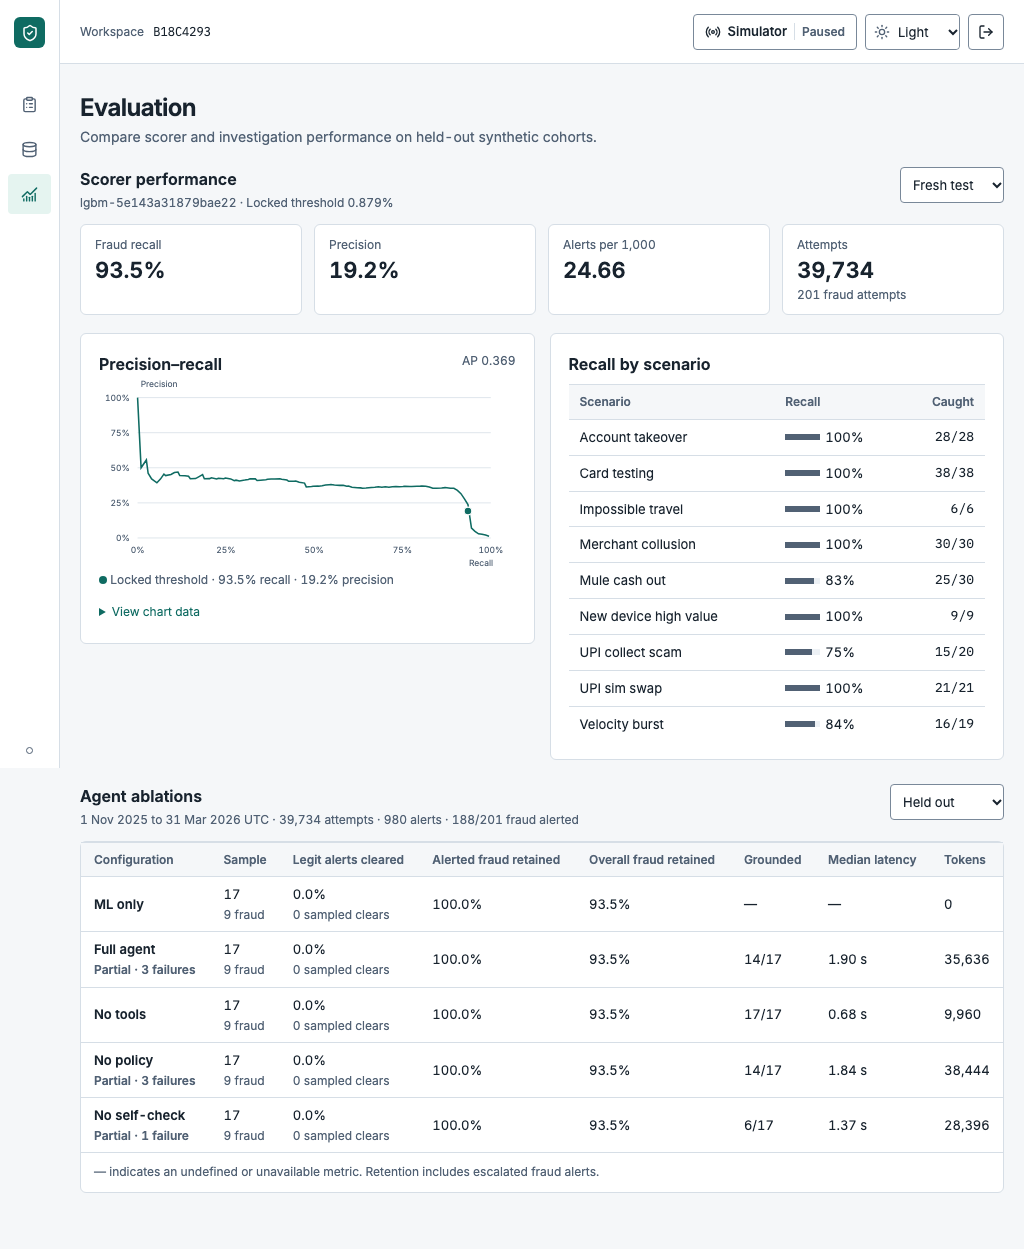 Workspace B18C4293
Simulator Paused
Light
Evaluation
Compare scorer and investigation performance on held-out synthetic cohorts.
Scorer performance
lgbm-5e143a31879bae22 · Locked threshold 0.879%
Fresh test
Fraud recall
93.5%
Precision
19.2%
Alerts per 1,000
24.66
Attempts
39,734
201 fraud attempts
Precision–recall
AP 0.369
Precision
100%
75%
50%
25%
0%
0% 25% 50% 75% 100%
Recall
Locked threshold · 93.5% recall · 19.2% precision
View chart data
Recall by scenario
Scenario Recall Caught
Account takeover 100% 28/28
Card testing 100% 38/38
Impossible travel 100% 6/6
Merchant collusion 100% 30/30
Mule cash out 83% 25/30
New device high value 100% 9/9
UPI collect scam 75% 15/20
UPI sim swap 100% 21/21
Velocity burst 84% 16/19
Agent ablations
1 Nov 2025 to 31 Mar 2026 UTC · 39,734 attempts · 980 alerts · 188/201 fraud alerted
Held out
Configuration Sample Legit alerts cleared Alerted fraud retained Overall fraud retained Grounded Median latency Tokens
ML only 17 0.0% 100.0% 93.5% — — 0
9 fraud 0 sampled clears
Full agent 17 0.0% 100.0% 93.5% 14/17 1.90 s 35,636
Partial · 3 failures 9 fraud 0 sampled clears
No tools 17 0.0% 100.0% 93.5% 17/17 0.68 s 9,960
9 fraud 0 sampled clears
No policy 17 0.0% 100.0% 93.5% 14/17 1.84 s 38,444
Partial · 3 failures 9 fraud 0 sampled clears
No self-check 17 0.0% 100.0% 93.5% 6/17 1.37 s 28,396
Partial · 1 failure 9 fraud 0 sampled clears
— indicates an undefined or unavailable metric. Retention includes escalated fraud alerts.